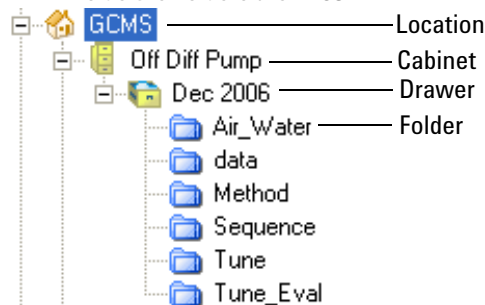 GCMS Location
Off Diff Pump Cabinet
Dec 2006 Drawer
Air_Water Folder
data
Method
Sequence
Tune
Tune_Eval